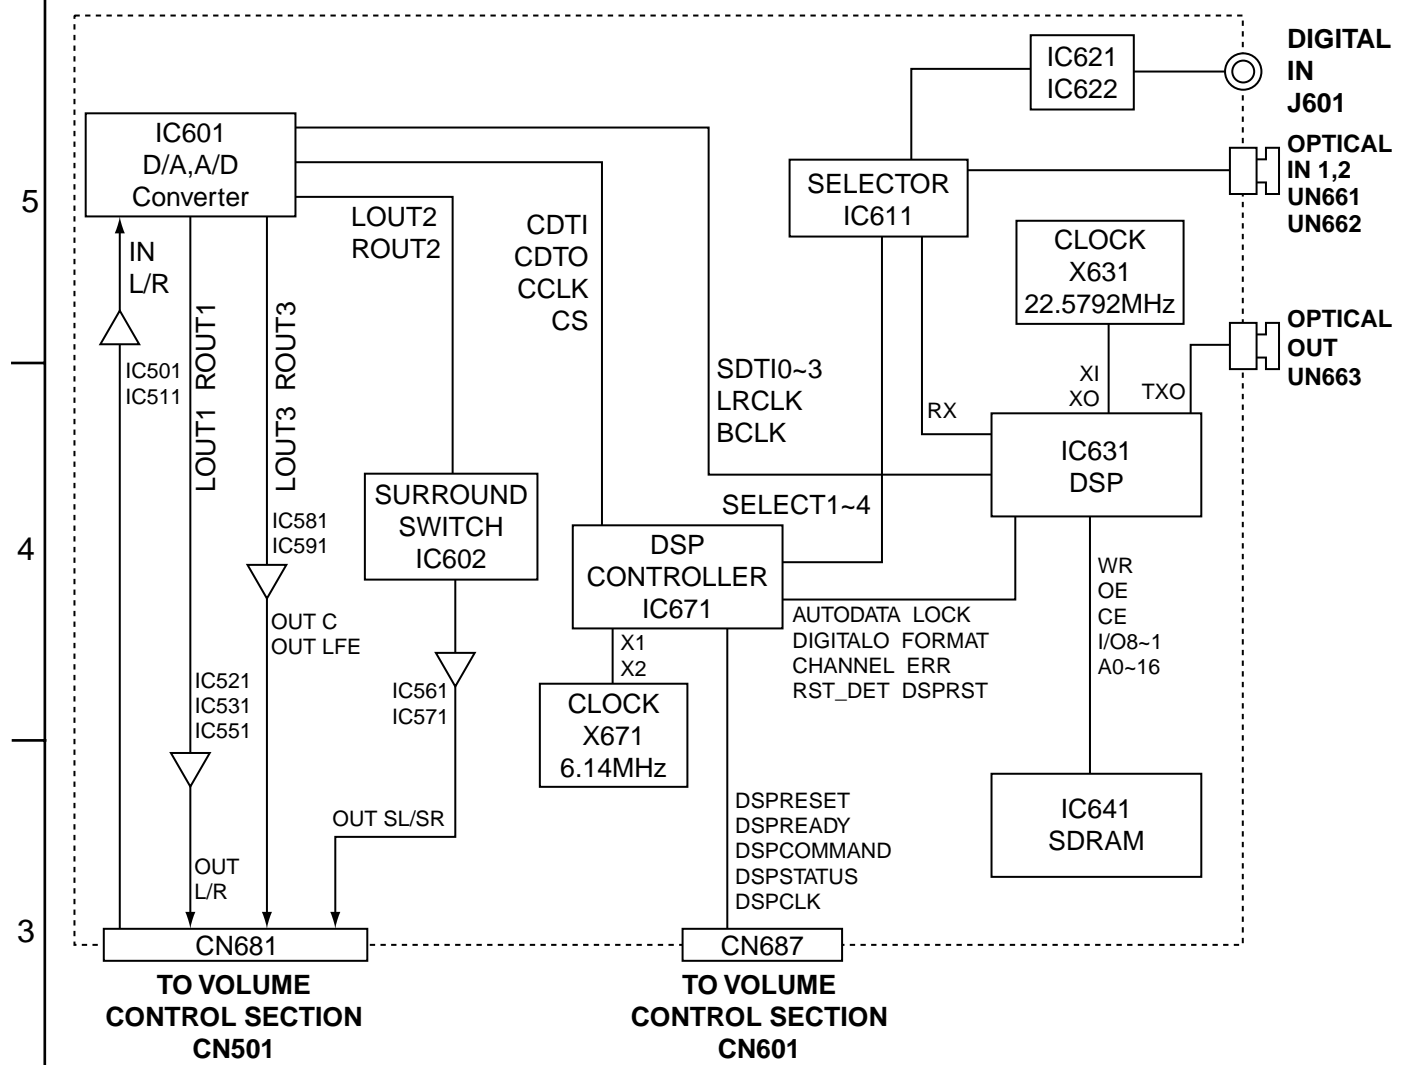 DIGITAL
IN
J601
IC621
IC622
OPTICAL
IN 1,2
UN661
UN662
IC601
D/A,A/D
Converter
SELECTOR
IC611
5
LOUT2
ROUT2
CDTI
CDTO
CCLK
CS
CLOCK
X631
22.5792MHz
IN
L/R
OPTICAL
OUT
UN663
LOUT1 ROUT1
LOUT3 ROUT3
IC501
IC511
SDTI0~3
LRCLK
BCLK
RX
XI
XO
TXO
IC631
DSP
SURROUND
SWITCH
IC602
SELECT1~4
IC581
IC591
4
DSP
CONTROLLER
IC671
WR
OE
CE
I/O8~1
A0~16
OUT C
OUT LFE
AUTODATA LOCK
DIGITALO FORMAT
CHANNEL ERR
RST_DET DSPRST
X1
X2
IC521
IC531
IC551
IC561
IC571
CLOCK
X671
6.14MHz
OUT SL/SR
DSPRESET
DSPREADY
DSPCOMMAND
DSPSTATUS
DSPCLK
IC641
SDRAM
OUT
L/R
3
CN681
CN687
TO VOLUME
CONTROL SECTION
CN501
TO VOLUME
CONTROL SECTION
CN601